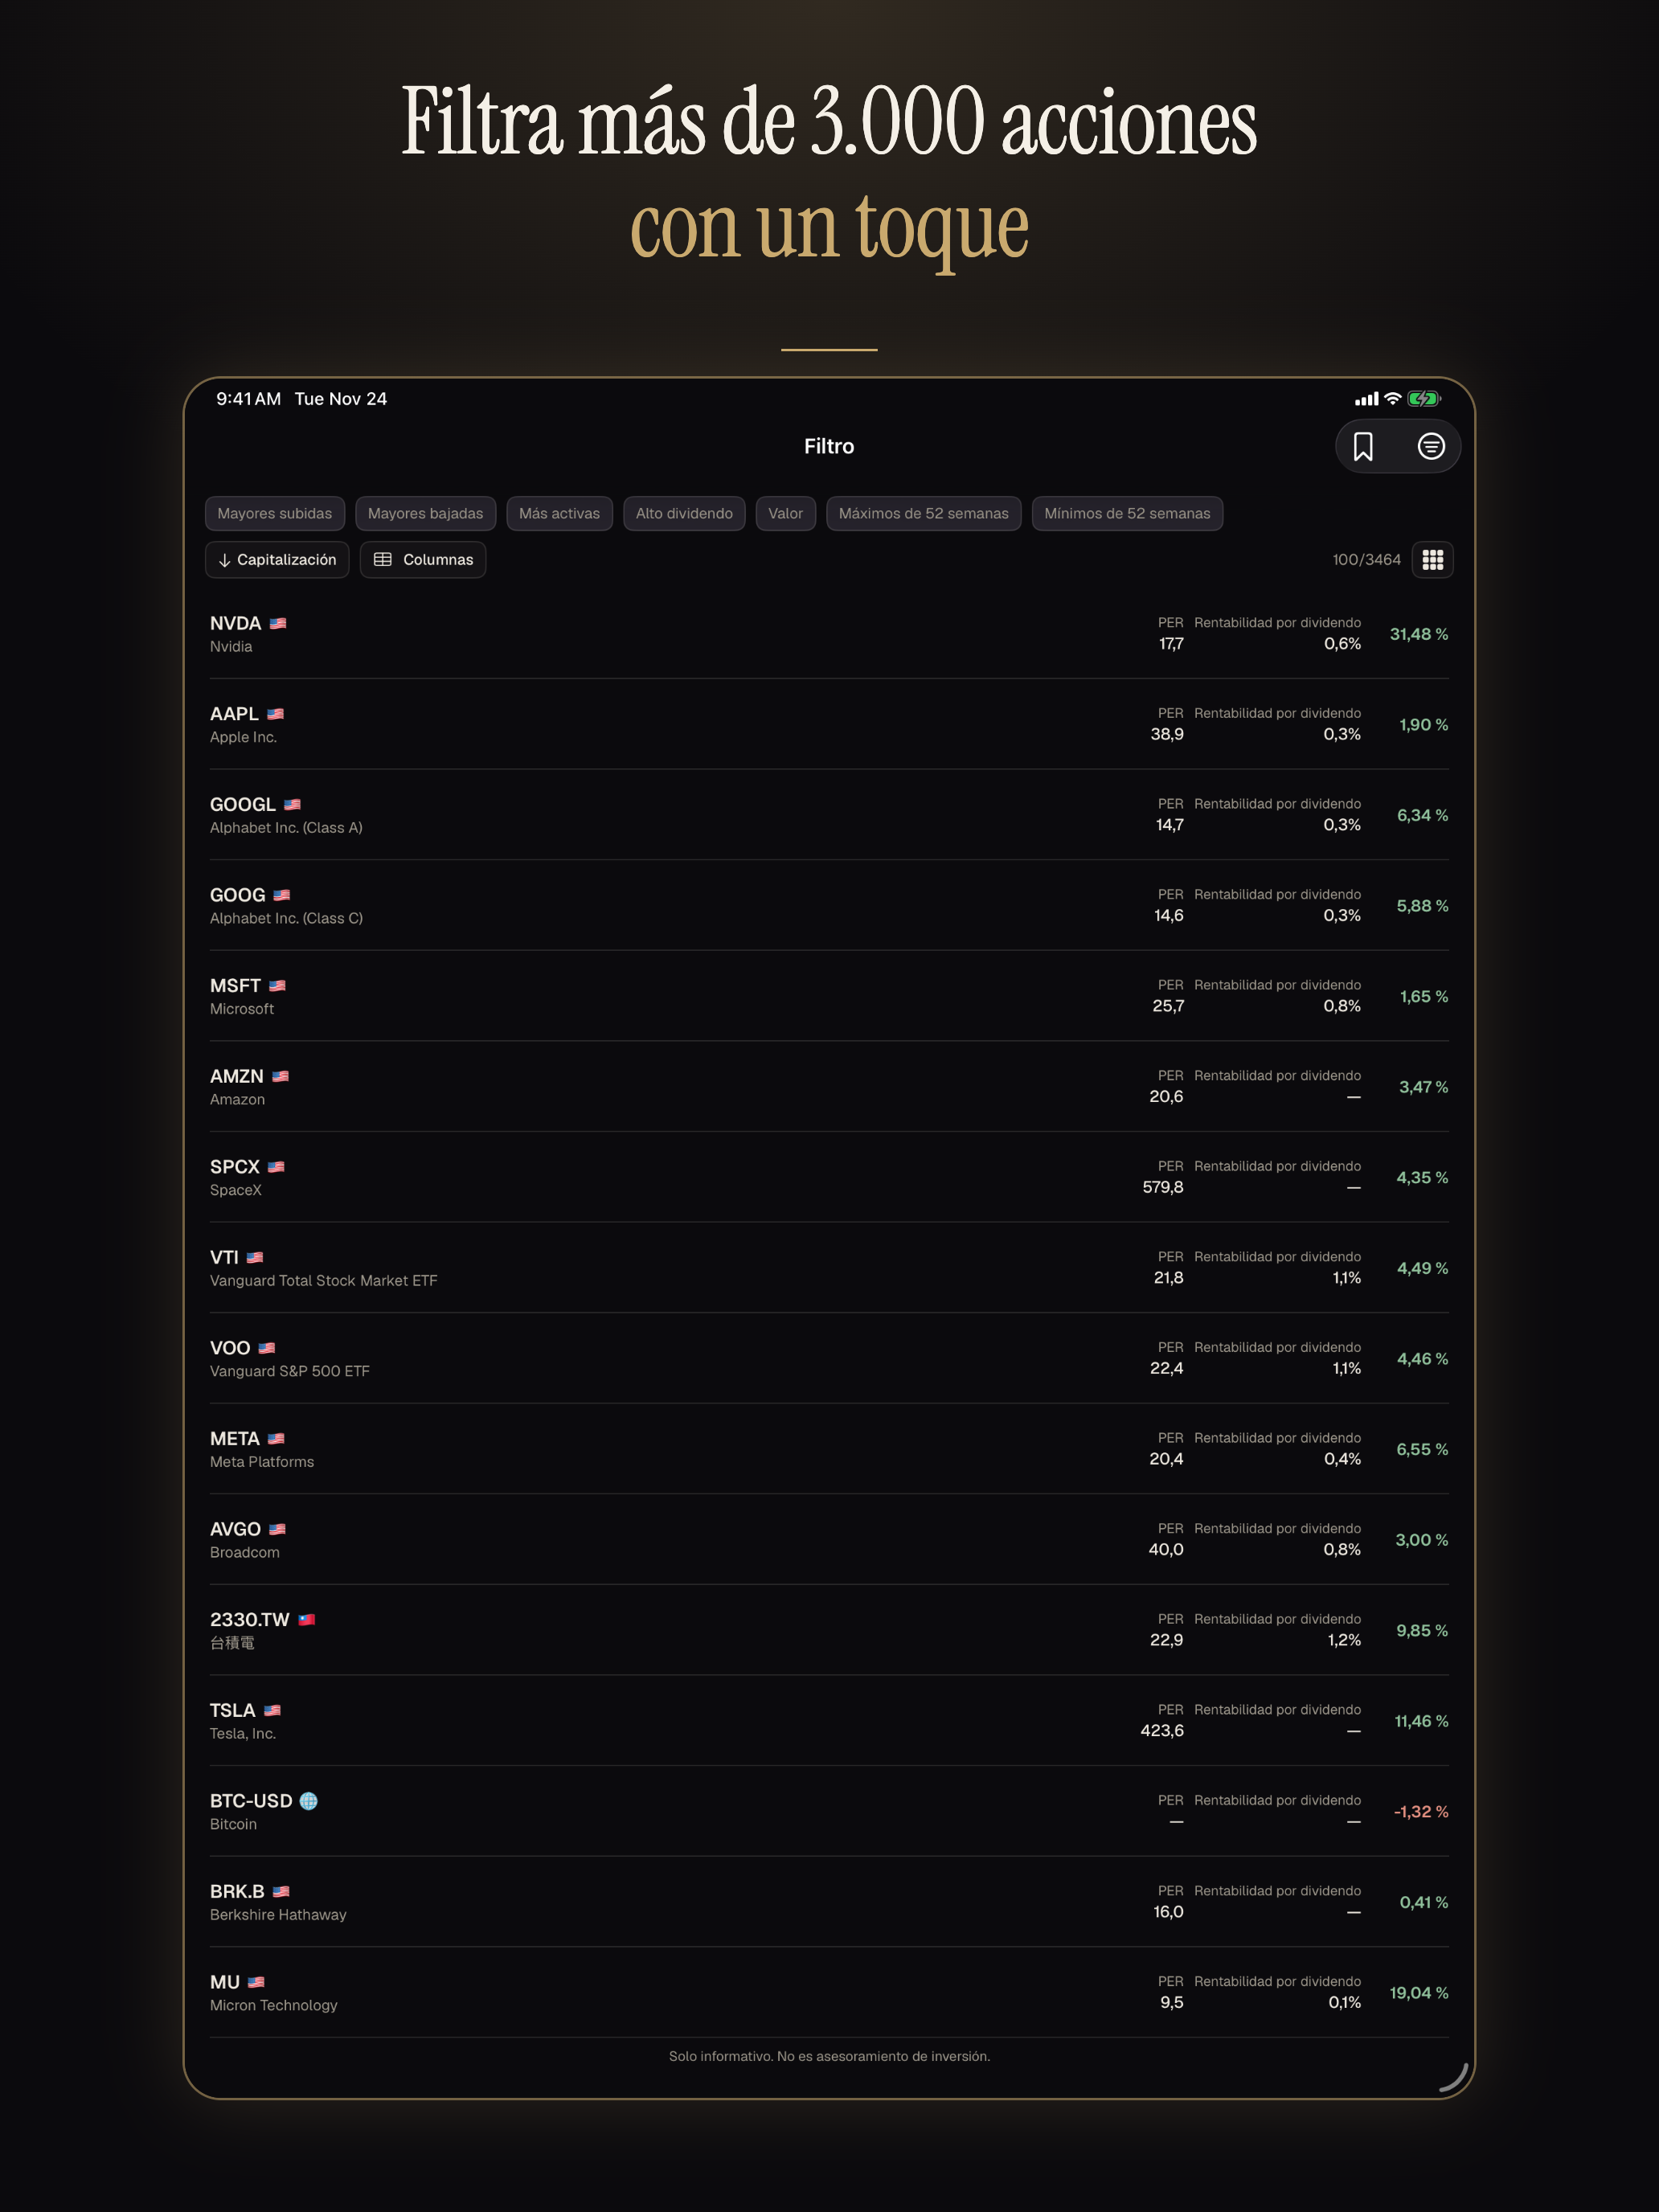 Filtra más de 3.000 acciones
con un toque
9:41 AM Tue Nov 24
Filtro
Mayores subidas Mayores bajadas Más activas Alto dividendo Valor Máximos de 52 semanas Mínimos de 52 semanas
↓ Capitalización Columnas 100/3464
NVDA PER Rentabilidad por dividendo
Nvidia 17,7 0,6% 31,48 %
AAPL PER Rentabilidad por dividendo
Apple Inc. 38,9 0,3% 1,90 %
GOOGL PER Rentabilidad por dividendo
Alphabet Inc. (Class A) 14,7 0,3% 6,34 %
GOOG PER Rentabilidad por dividendo
Alphabet Inc. (Class C) 14,6 0,3% 5,88 %
MSFT PER Rentabilidad por dividendo
Microsoft 25,7 0,8% 1,65 %
AMZN PER Rentabilidad por dividendo
Amazon 20,6 — 3,47 %
SPCX PER Rentabilidad por dividendo
SpaceX 579,8 — 4,35 %
VTI PER Rentabilidad por dividendo
Vanguard Total Stock Market ETF 21,8 1,1% 4,49 %
VOO PER Rentabilidad por dividendo
Vanguard S&P 500 ETF 22,4 1,1% 4,46 %
META PER Rentabilidad por dividendo
Meta Platforms 20,4 0,4% 6,55 %
AVGO PER Rentabilidad por dividendo
Broadcom 40,0 0,8% 3,00 %
2330.TW PER Rentabilidad por dividendo
台積電 22,9 1,2% 9,85 %
TSLA PER Rentabilidad por dividendo
Tesla, Inc. 423,6 — 11,46 %
BTC-USD PER Rentabilidad por dividendo
Bitcoin — — -1,32 %
BRK.B PER Rentabilidad por dividendo
Berkshire Hathaway 16,0 — 0,41 %
MU PER Rentabilidad por dividendo
Micron Technology 9,5 0,1% 19,04 %
Solo informativo. No es asesoramiento de inversión.